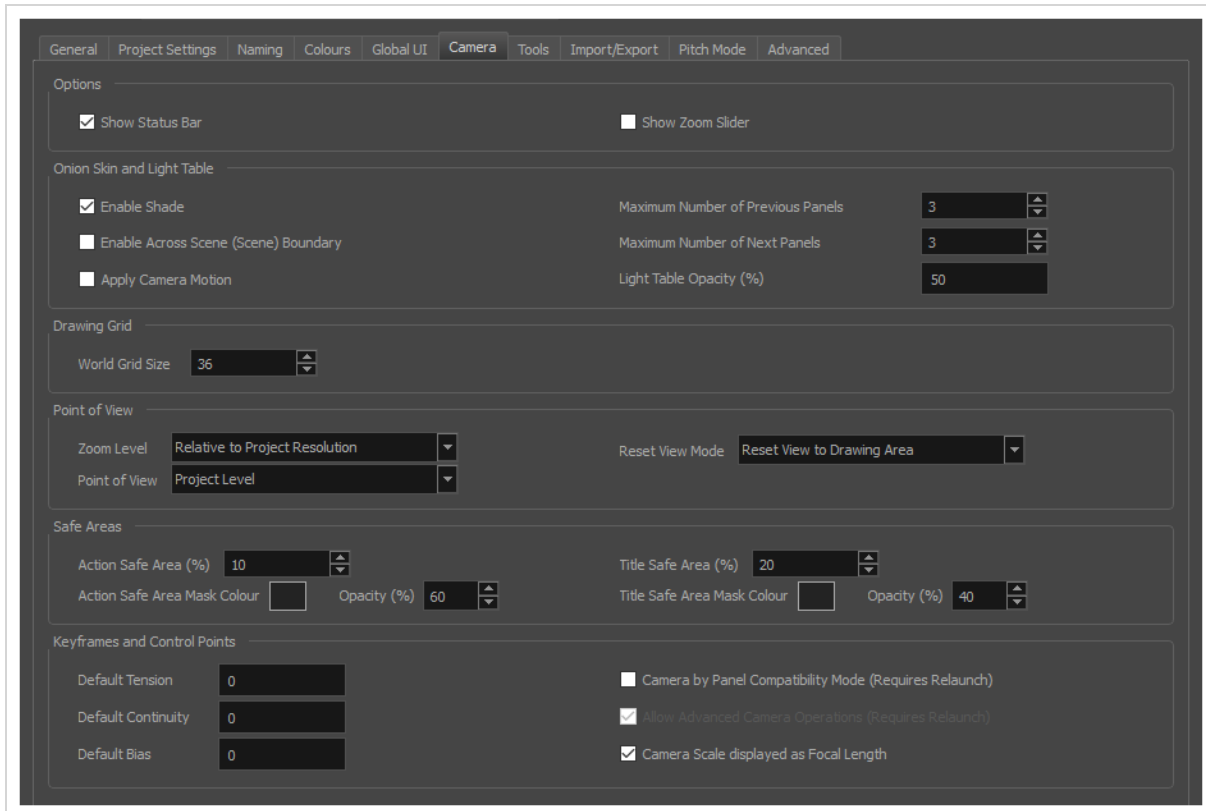 General Project Settings Naming Colours Global UI Camera Tools Import/Export Pitch Mode Advanced
Options
Show Status Bar Show Zoom Slider
Onion Skin and Light Table
Enable Shade Maximum Number of Previous Panels 3
Enable Across Scene (Scene) Boundary Maximum Number of Next Panels 3
Apply Camera Motion Light Table Opacity (%) 50
Drawing Grid
World Grid Size 36
Point of View
Zoom Level Relative to Project Resolution Reset View Mode Reset View to Drawing Area
Point of View Project Level
Safe Areas
Action Safe Area (%) 10 Title Safe Area (%) 20
Action Safe Area Mask Colour Opacity (%) 60 Title Safe Area Mask Colour Opacity (%) 40
Keyframes and Control Points
Default Tension 0 Camera by Panel Compatibility Mode (Requires Relaunch)
Default Continuity 0 Allow Advanced Camera Operations (Requires Relaunch)
Default Bias 0 Camera Scale displayed as Focal Length